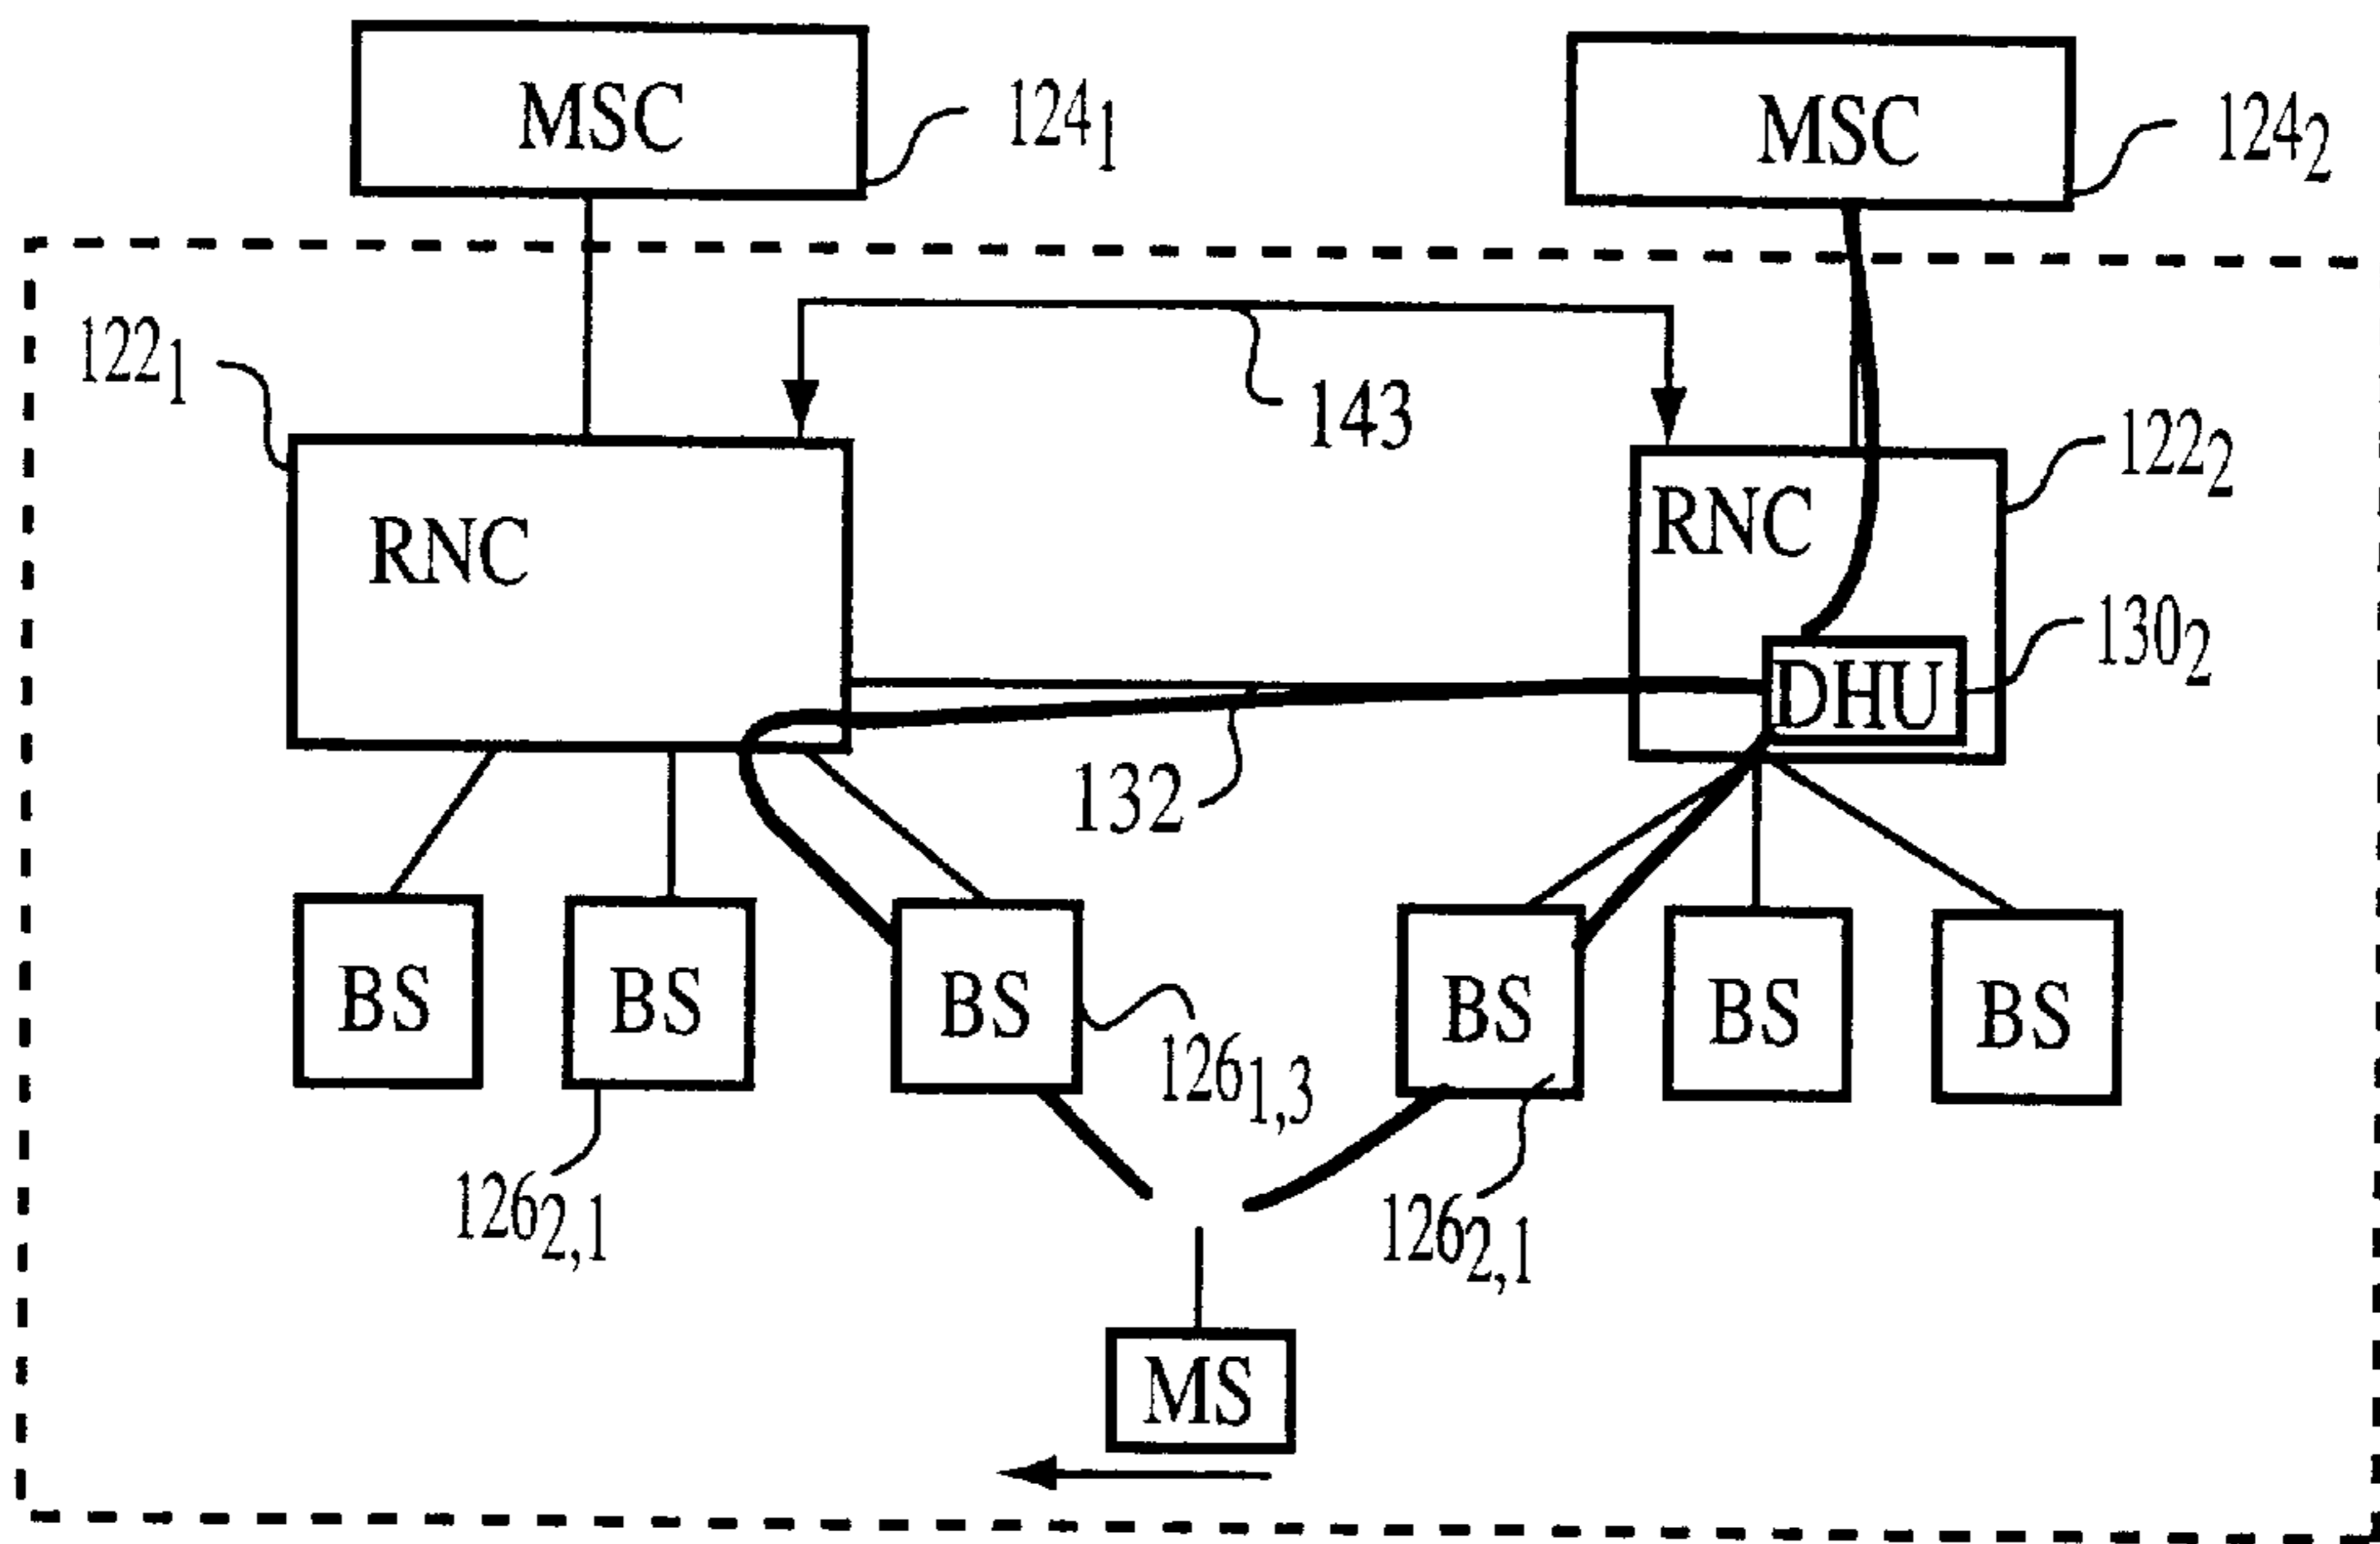 MSC
124₁
MSC
124₂
122₁
143
RNC
RNC
122₂
DHU
130₂
132
BS
BS
BS
BS
BS
BS
126₁,₃
126₂,₁
126₂,₁
MS